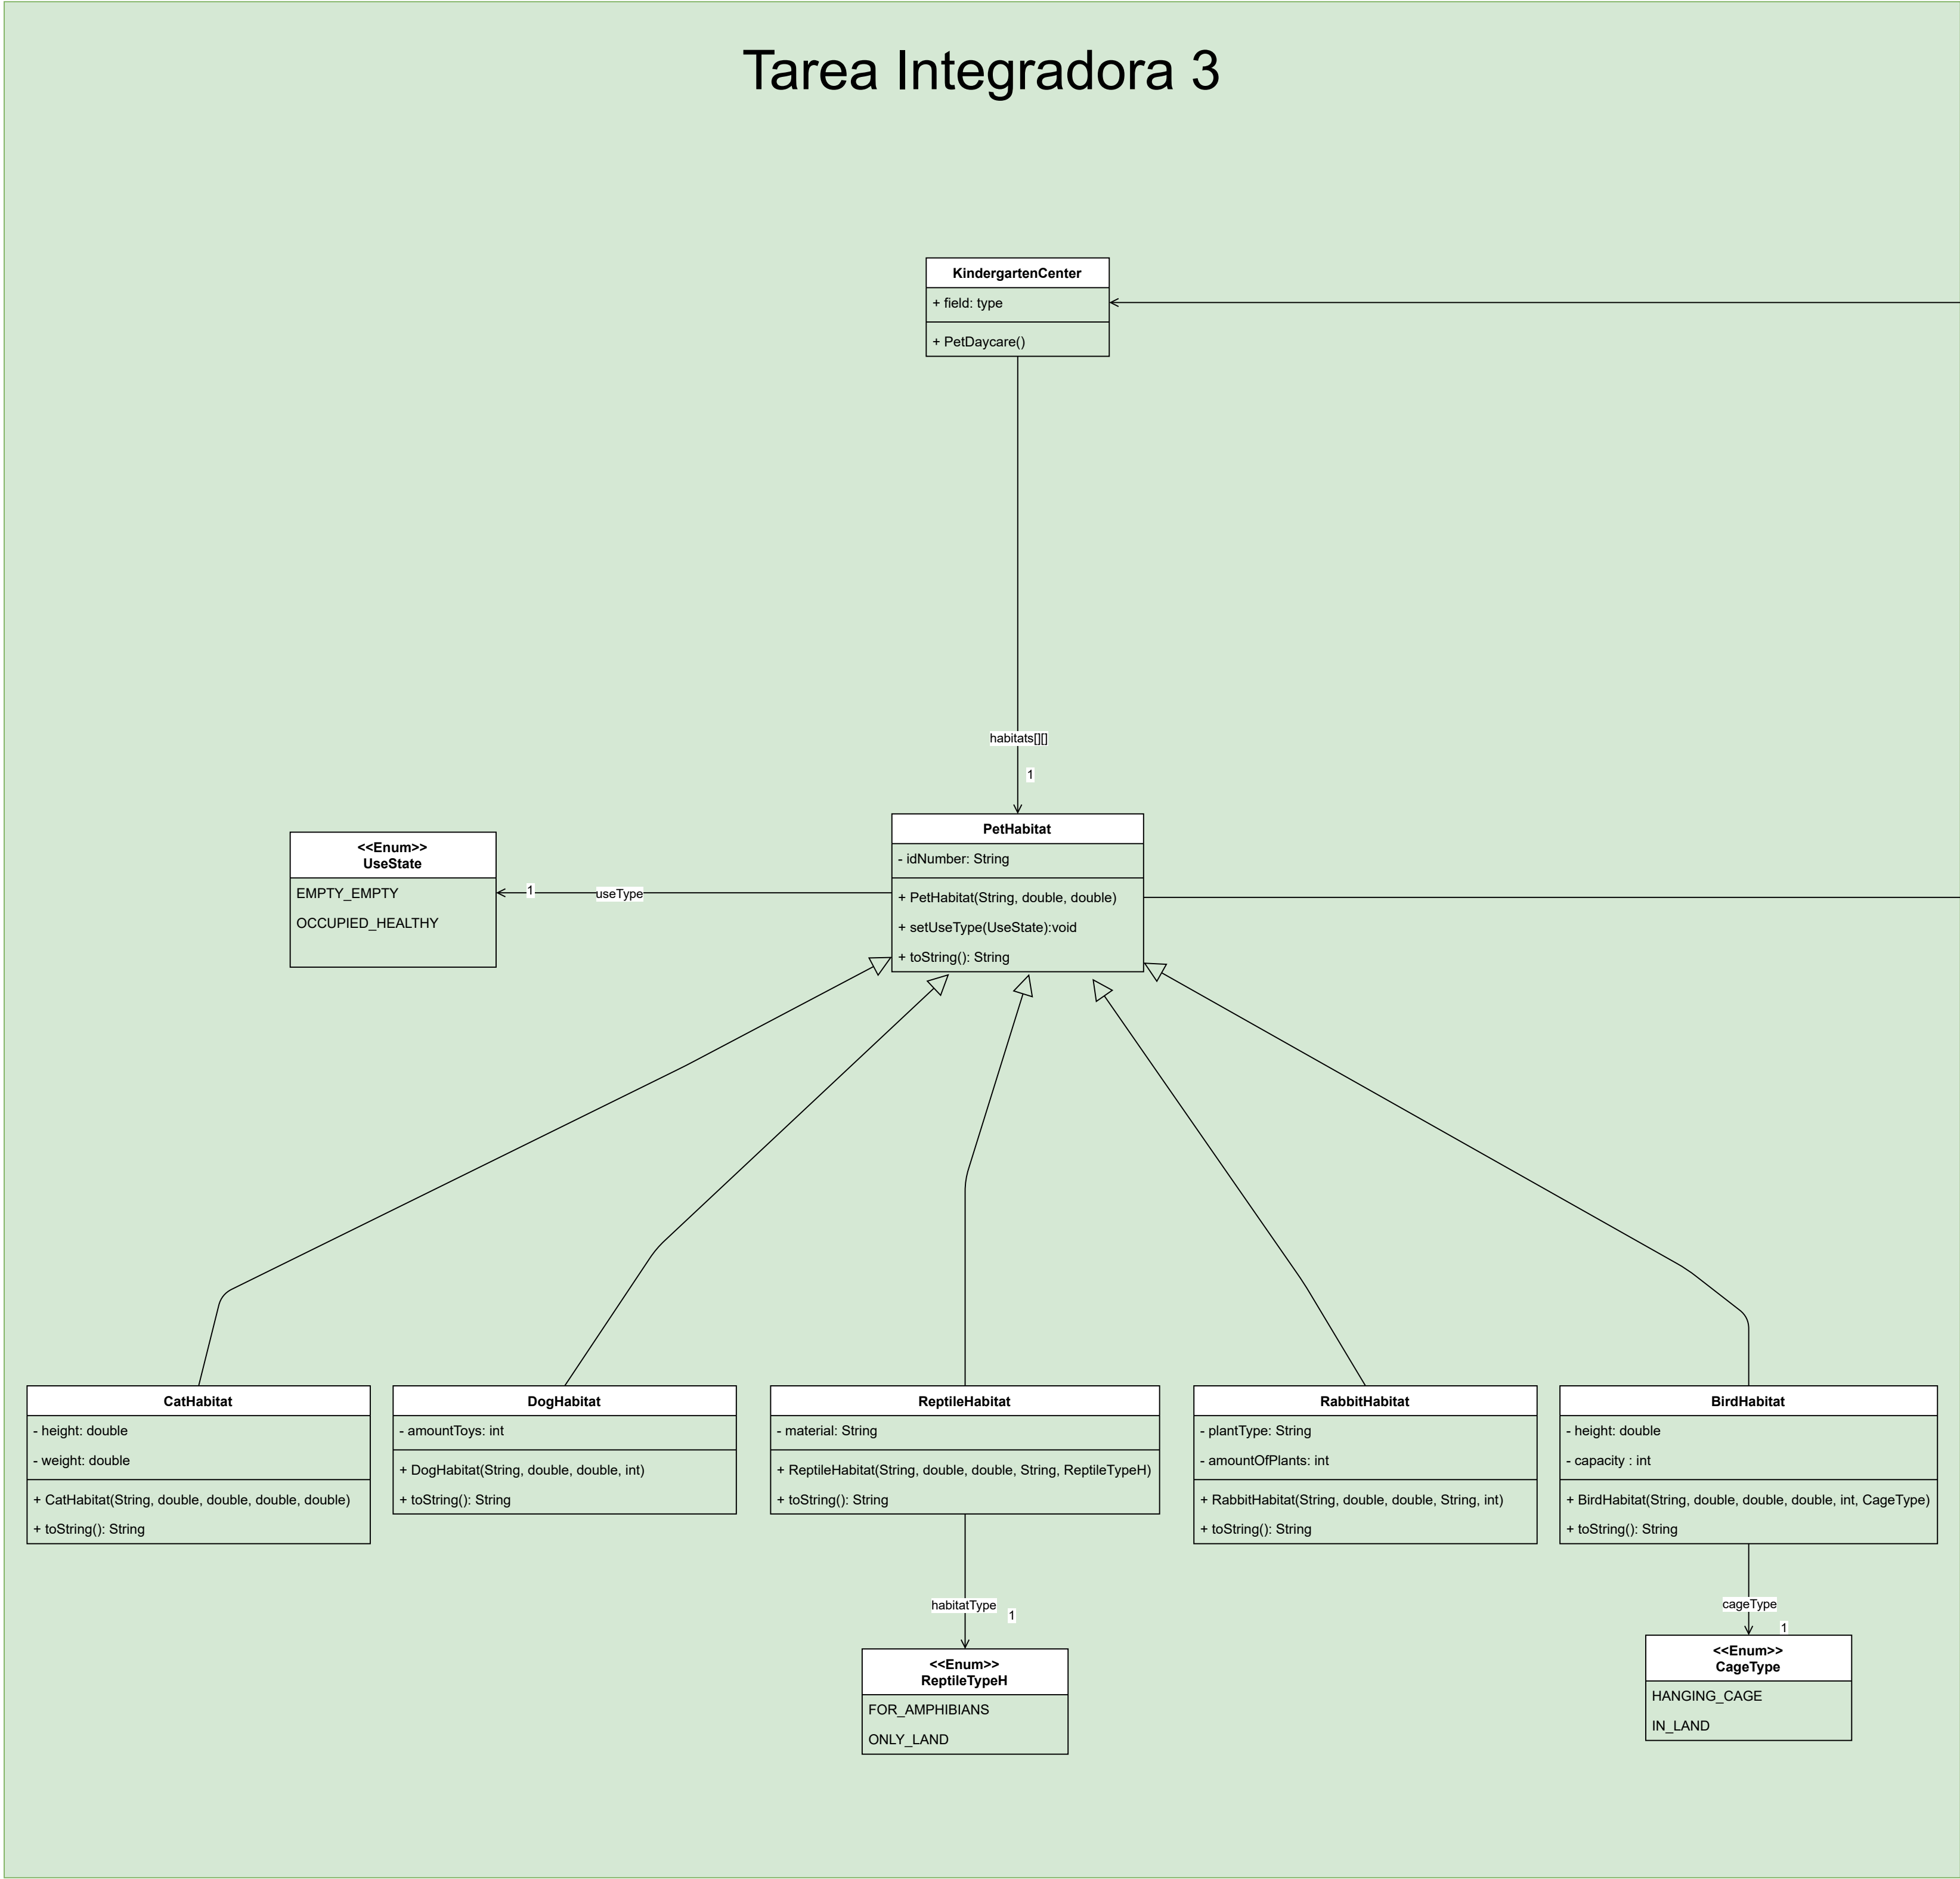 Tarea Integradora 3
KindergartenCenter
+ field: type
+ PetDaycare()
habitats[][]
1
<<Enum>>
UseState
EMPTY_EMPTY
OCCUPIED_HEALTHY
1
useType
PetHabitat
- idNumber: String
+ PetHabitat(String, double, double)
+ setUseType(UseState):void
+ toString(): String
CatHabitat
- height: double
- weight: double
+ CatHabitat(String, double, double, double, double)
+ toString(): String
DogHabitat
- amountToys: int
+ DogHabitat(String, double, double, int)
+ toString(): String
ReptileHabitat
- material: String
+ ReptileHabitat(String, double, double, String, ReptileTypeH)
+ toString(): String
RabbitHabitat
- plantType: String
- amountOfPlants: int
+ RabbitHabitat(String, double, double, String, int)
+ toString(): String
BirdHabitat
- height: double
- capacity : int
+ BirdHabitat(String, double, double, double, int, CageType)
+ toString(): String
habitatType
1
<<Enum>>
ReptileTypeH
FOR_AMPHIBIANS
ONLY_LAND
cageType
1
<<Enum>>
CageType
HANGING_CAGE
IN_LAND